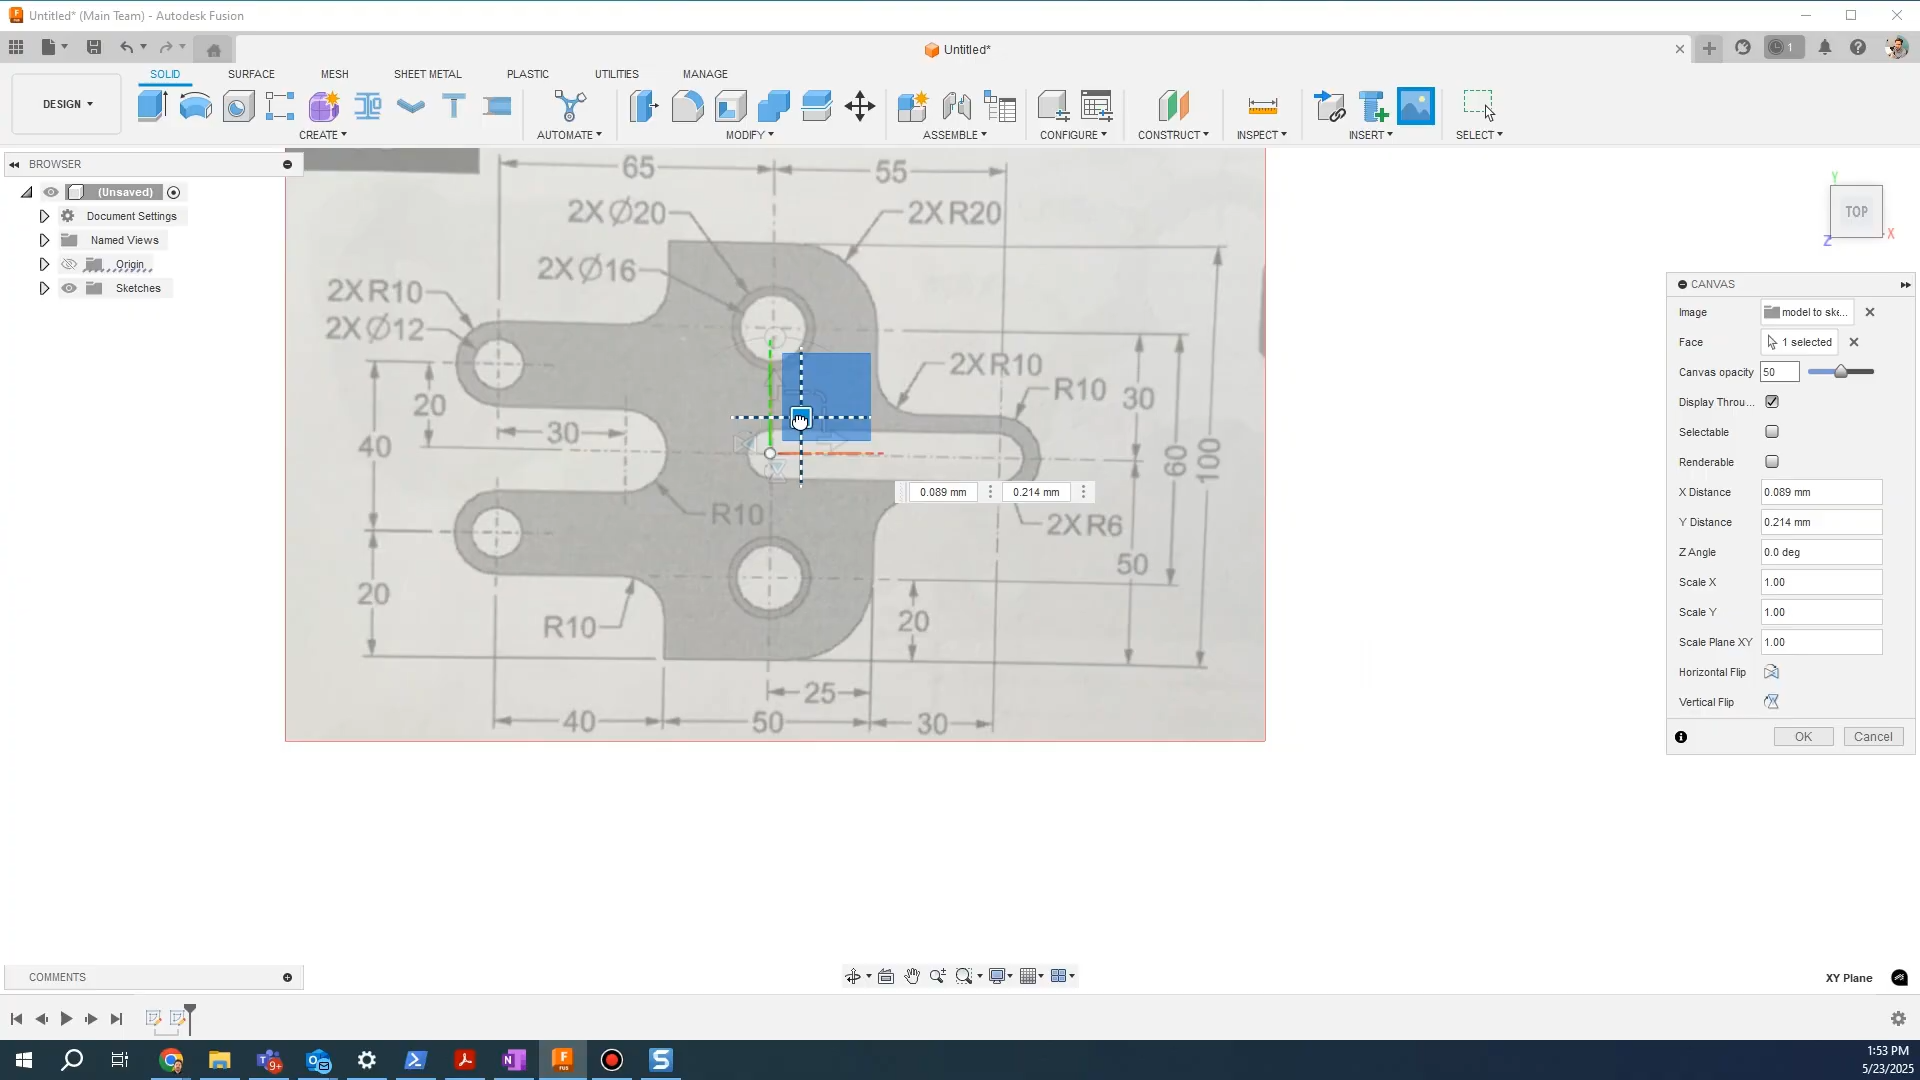 Untitled* (Main Team) - Autodesk Fusion
Untitled*
1
DESIGN
SOLID SURFACE MESH SHEET METAL PLASTIC UTILITIES MANAGE
CREATE AUTOMATE MODIFY ASSEMBLE CONFIGURE CONSTRUCT INSPECT INSERT SELECT
BROWSER
(Unsaved)
Document Settings
Named Views
Origin
Sketches
65
55
2X Ø20
2X R20
2X Ø16
2X R10
2X Ø12
2X R10
R10
30
20
30
40
60
100
R10
2X R6
50
20
R10
20
25
40
50
30
0.089 mm
0.214 mm
Y
TOP
X
Z
CANVAS
Image model to ske...
Face 1 selected
Canvas opacity 50
Display Throu...
Selectable
Renderable
X Distance 0.089 mm
Y Distance 0.214 mm
Z Angle 0.0 deg
Scale X 1.00
Scale Y 1.00
Scale Plane XY 1.00
Horizontal Flip
Vertical Flip
OK Cancel
COMMENTS
XY Plane
9+
F
FUS
S
1:53 PM
5/23/2025